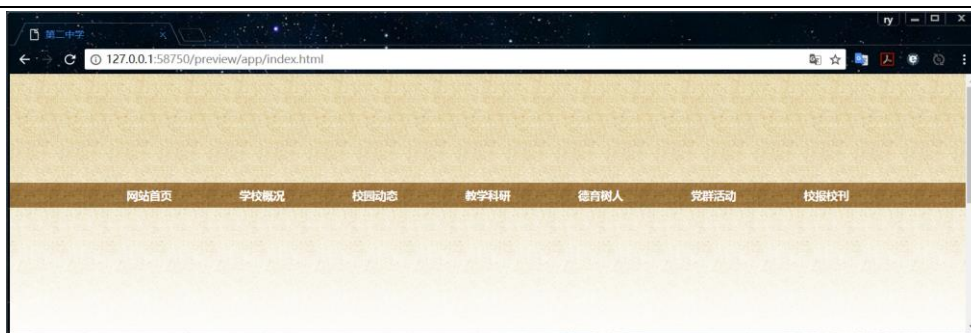 ry
第二中学
127.0.0.1:58750/preview/app/index.html
网站首页 学校概况 校园动态 教学科研 德育树人 党群活动 校报校刊